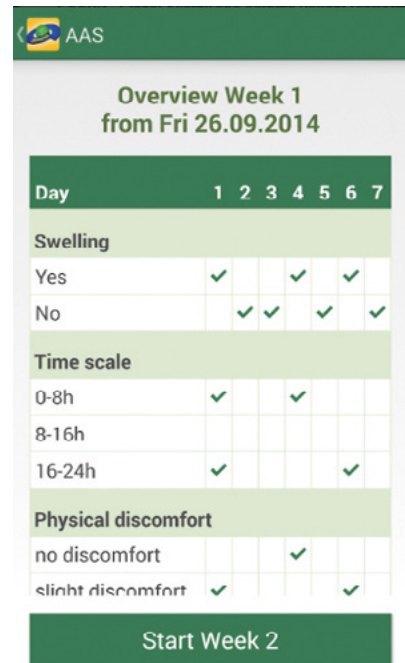 AAS
Overview Week 1
from Fri 26.09.2014
Day 1 2 3 4 5 6 7
Swelling
Yes ✓ ✓ ✓
No ✓ ✓ ✓ ✓
Time scale
0-8h ✓ ✓
8-16h
16-24h ✓ ✓
Physical discomfort
no discomfort ✓
slight discomfort ✓ ✓
Start Week 2